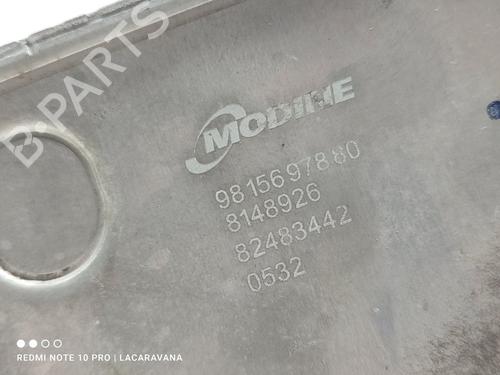 MODINE
9815697880
8148926
82483442
0532
B-PARTS
REDMI NOTE 10 PRO | LACARAVANA